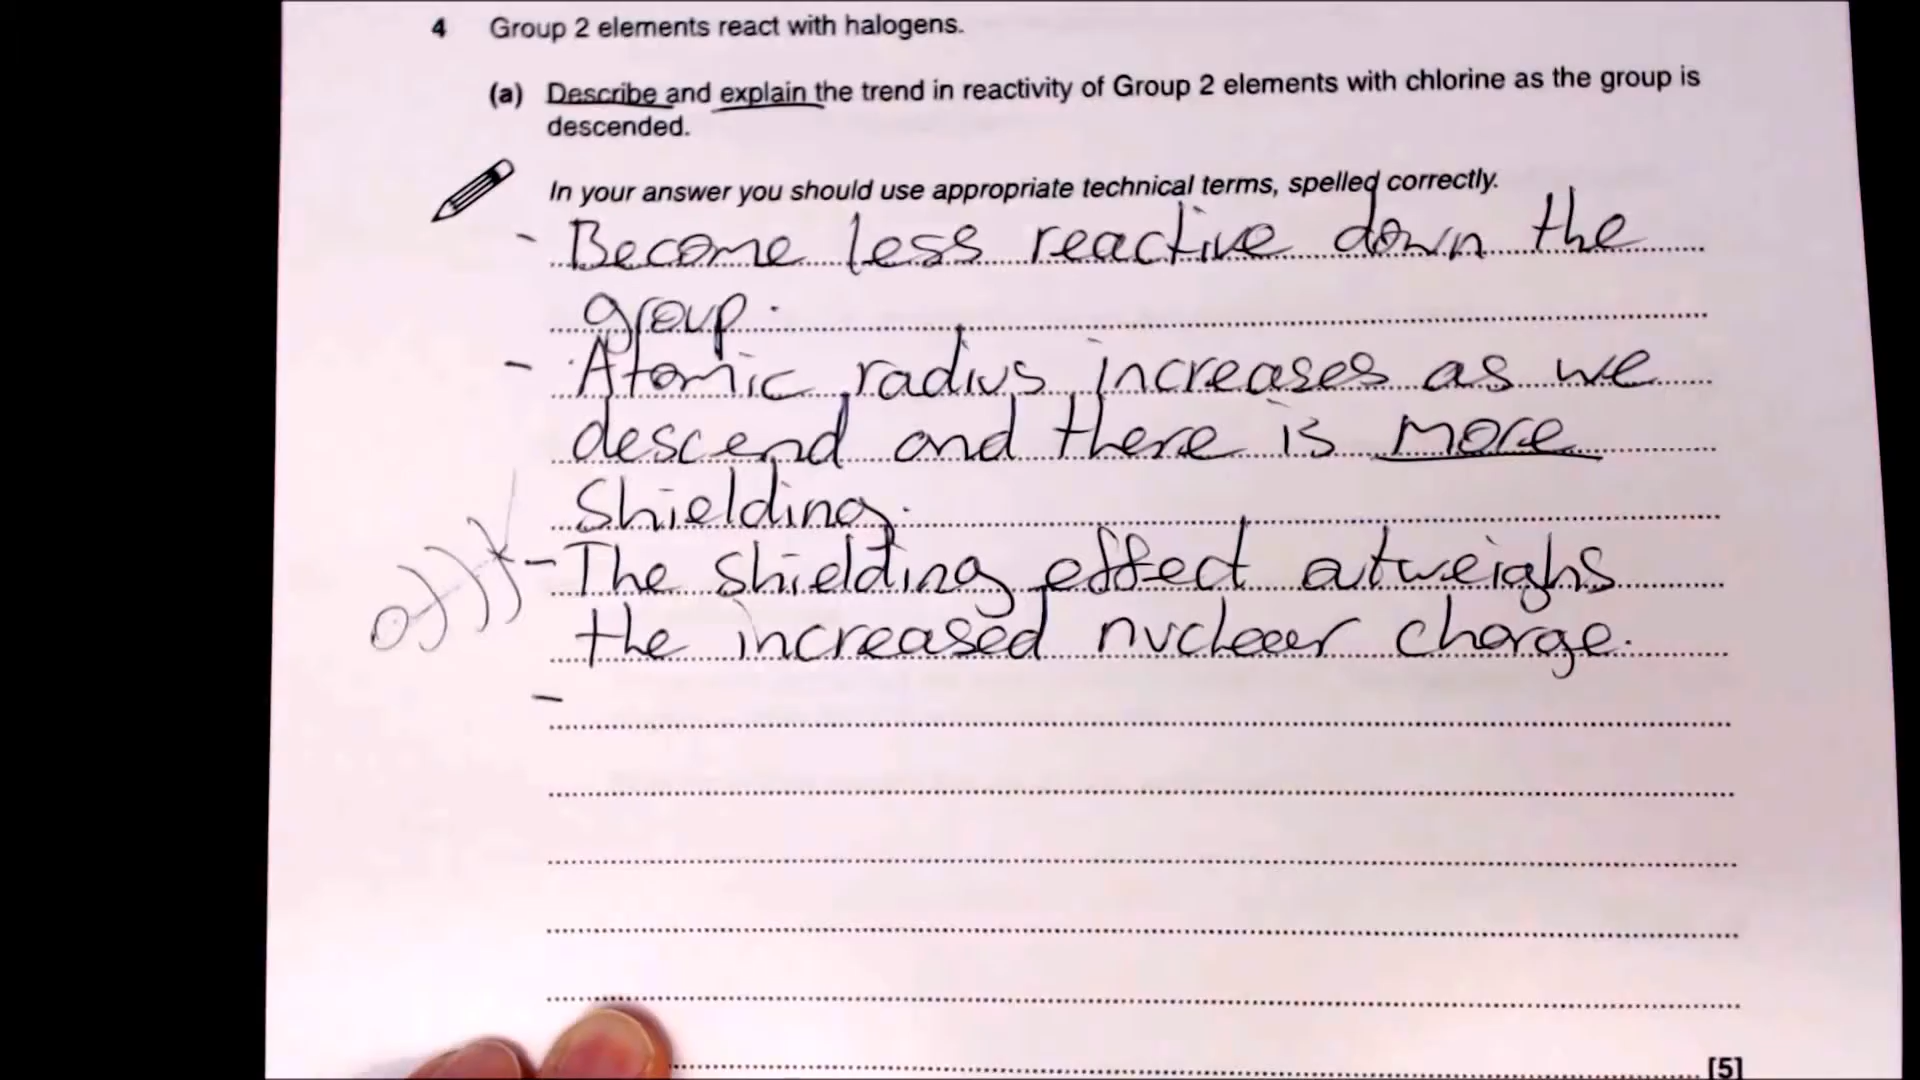 4 Group 2 elements react with halogens.
(a) Describe and explain the trend in reactivity of Group 2 elements with chlorine as the group is
descended.
In your answer you should use appropriate technical terms, spelled correctly.
- Become less reactive down the
group.
- Atomic radius increases as we
descend and there is more
shielding.
- The shielding effect outweighs
the increased nuclear charge.
-
[5]